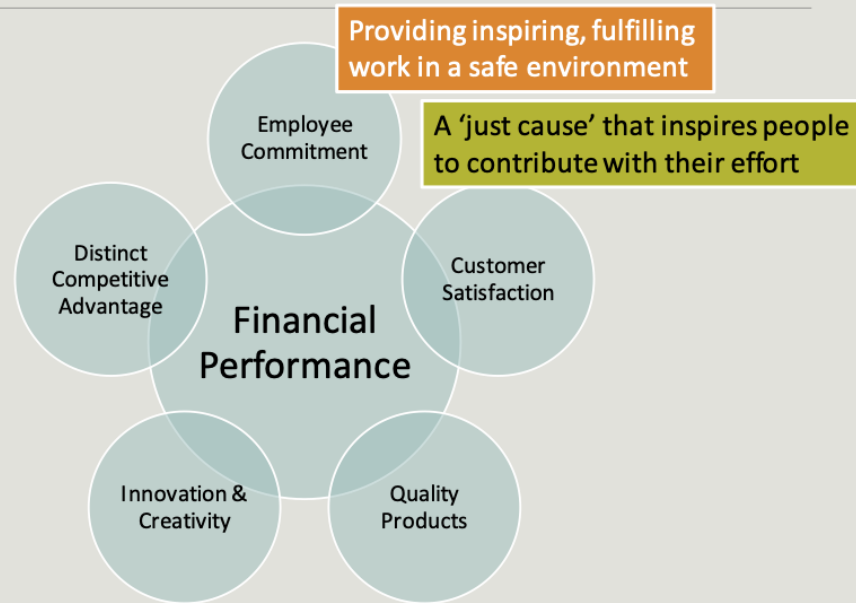 Providing inspiring, fulfilling
work in a safe environment
Employee
Commitment
A ‘just cause’ that inspires people
to contribute with their effort
Distinct
Competitive
Advantage
Customer
Satisfaction
Financial
Performance
Innovation &
Creativity
Quality
Products